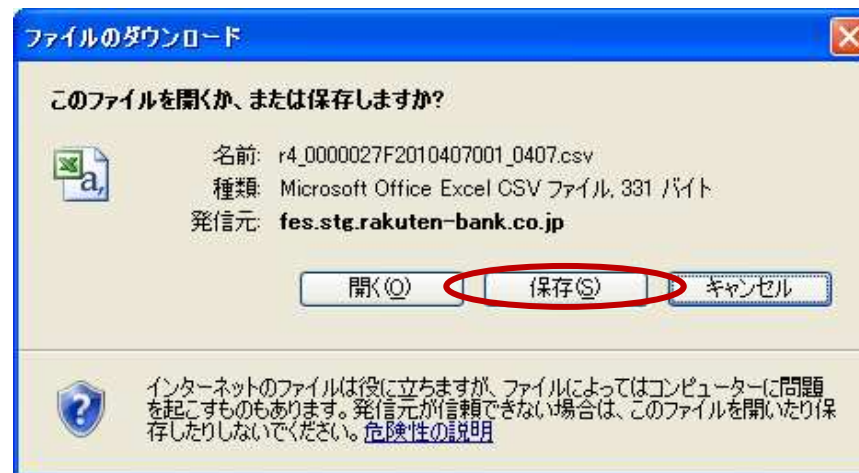 ファイルのダウンロード
このファイルを開くか、または保存しますか?
名前: r4_0000027F2010407001_0407.csv
種類: Microsoft Office Excel CSV ファイル, 331 バイト
発信元: fes.stg.rakuten-bank.co.jp
開く(O) 保存(S) キャンセル
インターネットのファイルは役に立ちますが、ファイルによってはコンピューターに問題
を起こすものもあります。発信元が信頼できない場合は、このファイルを開いたり保
存したりしないでください。危険性の説明